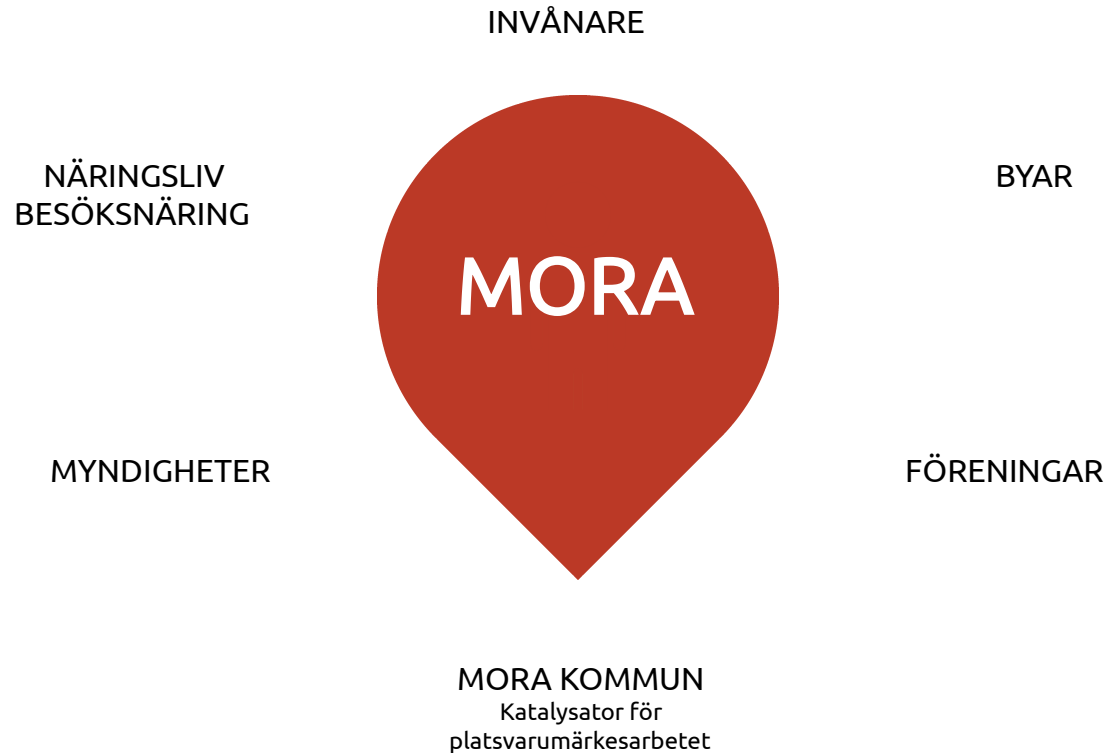 INVÅNARE
NÄRINGSLIV
BESÖKSNÄRING
BYAR
MORA
MYNDIGHETER
FÖRENINGAR
MORA KOMMUN
Katalysator för
platsvarumärkesarbetet